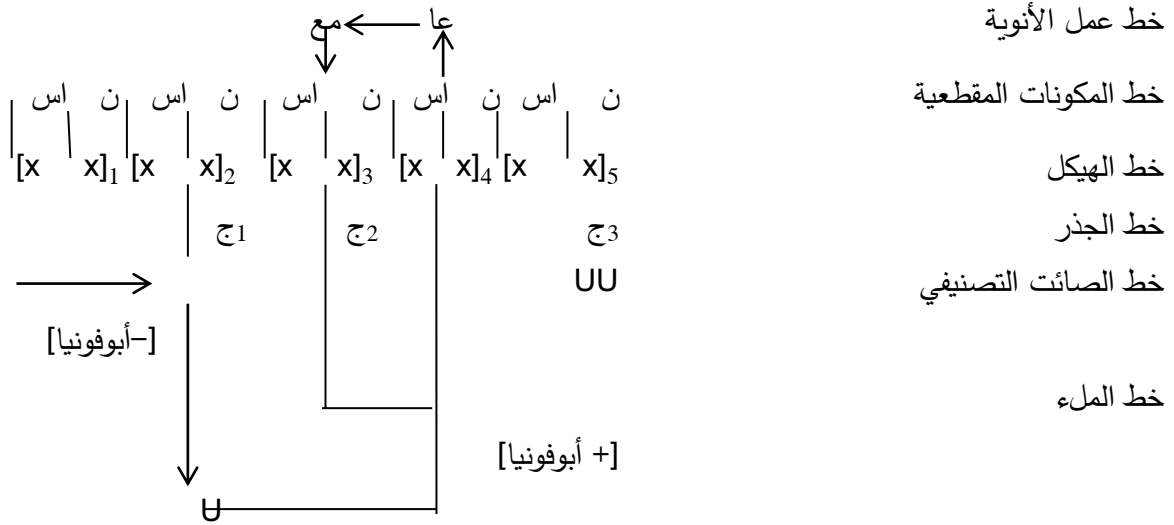 خط عمل الأنوية عا مع
خط المكونات المقطعية ن اس ن اس ن اس ن اس ن اس
خط الهيكل [x x]1 [x x]2 [x x]3 [x x]4 [x x]5
خط الجذر ج1 ج2 ج3
خط الصائت التصنيفي UU
[–أبوفونيا]
خط الملء
[+ أبوفونيا]
U